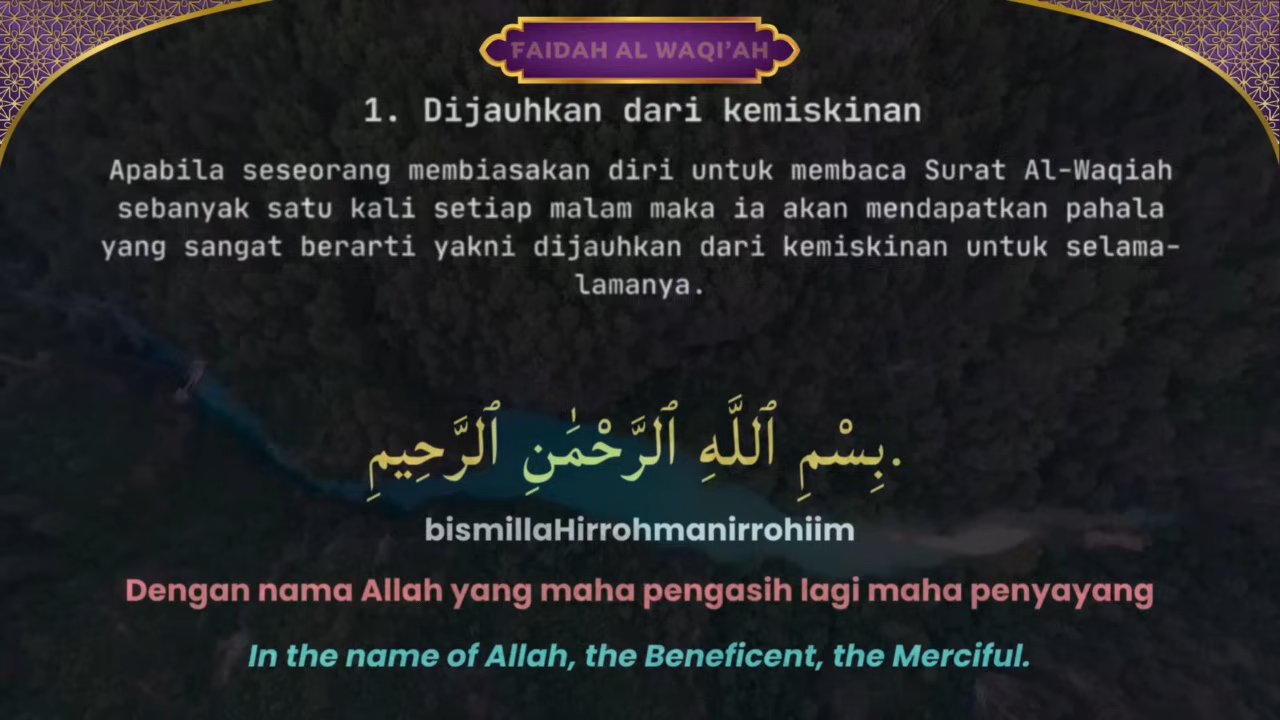 FAIDAH AL WAQI'AH
1. Dijauhkan dari kemiskinan
Apabila seseorang membiasakan diri untuk membaca Surat Al-Waqiah
sebanyak satu kali setiap malam maka ia akan mendapatkan pahala
yang sangat berarti yakni dijauhkan dari kemiskinan untuk selama-
lamanya.
بِسْمِ ٱللَّهِ ٱلرَّحْمَٰنِ ٱلرَّحِيمِ.
bismillaHirrohmanirrohiim
Dengan nama Allah yang maha pengasih lagi maha penyayang
In the name of Allah, the Beneficent, the Merciful.